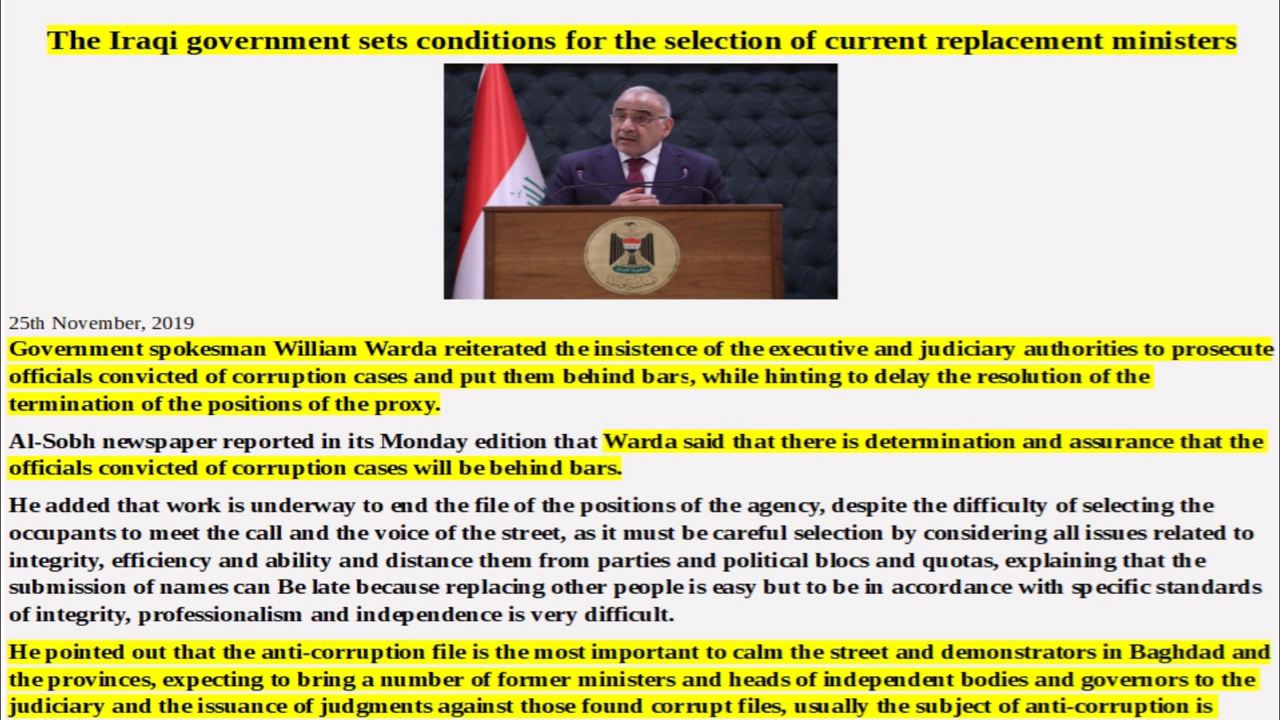 The Iraqi government sets conditions for the selection of current replacement ministers
25th November, 2019
Government spokesman William Warda reiterated the insistence of the executive and judiciary authorities to prosecute
officials convicted of corruption cases and put them behind bars, while hinting to delay the resolution of the
termination of the positions of the proxy.
Al-Sobh newspaper reported in its Monday edition that Warda said that there is determination and assurance that the
officials convicted of corruption cases will be behind bars.
He added that work is underway to end the file of the positions of the agency, despite the difficulty of selecting the
occupants to meet the call and the voice of the street, as it must be careful selection by considering all issues related to
integrity, efficiency and ability and distance them from parties and political blocs and quotas, explaining that the
submission of names can Be late because replacing other people is easy but to be in accordance with specific standards
of integrity, professionalism and independence is very difficult.
He pointed out that the anti-corruption file is the most important to calm the street and demonstrators in Baghdad and
the provinces, expecting to bring a number of former ministers and heads of independent bodies and governors to the
judiciary and the issuance of judgments against those found corrupt files, usually the subject of anti-corruption is